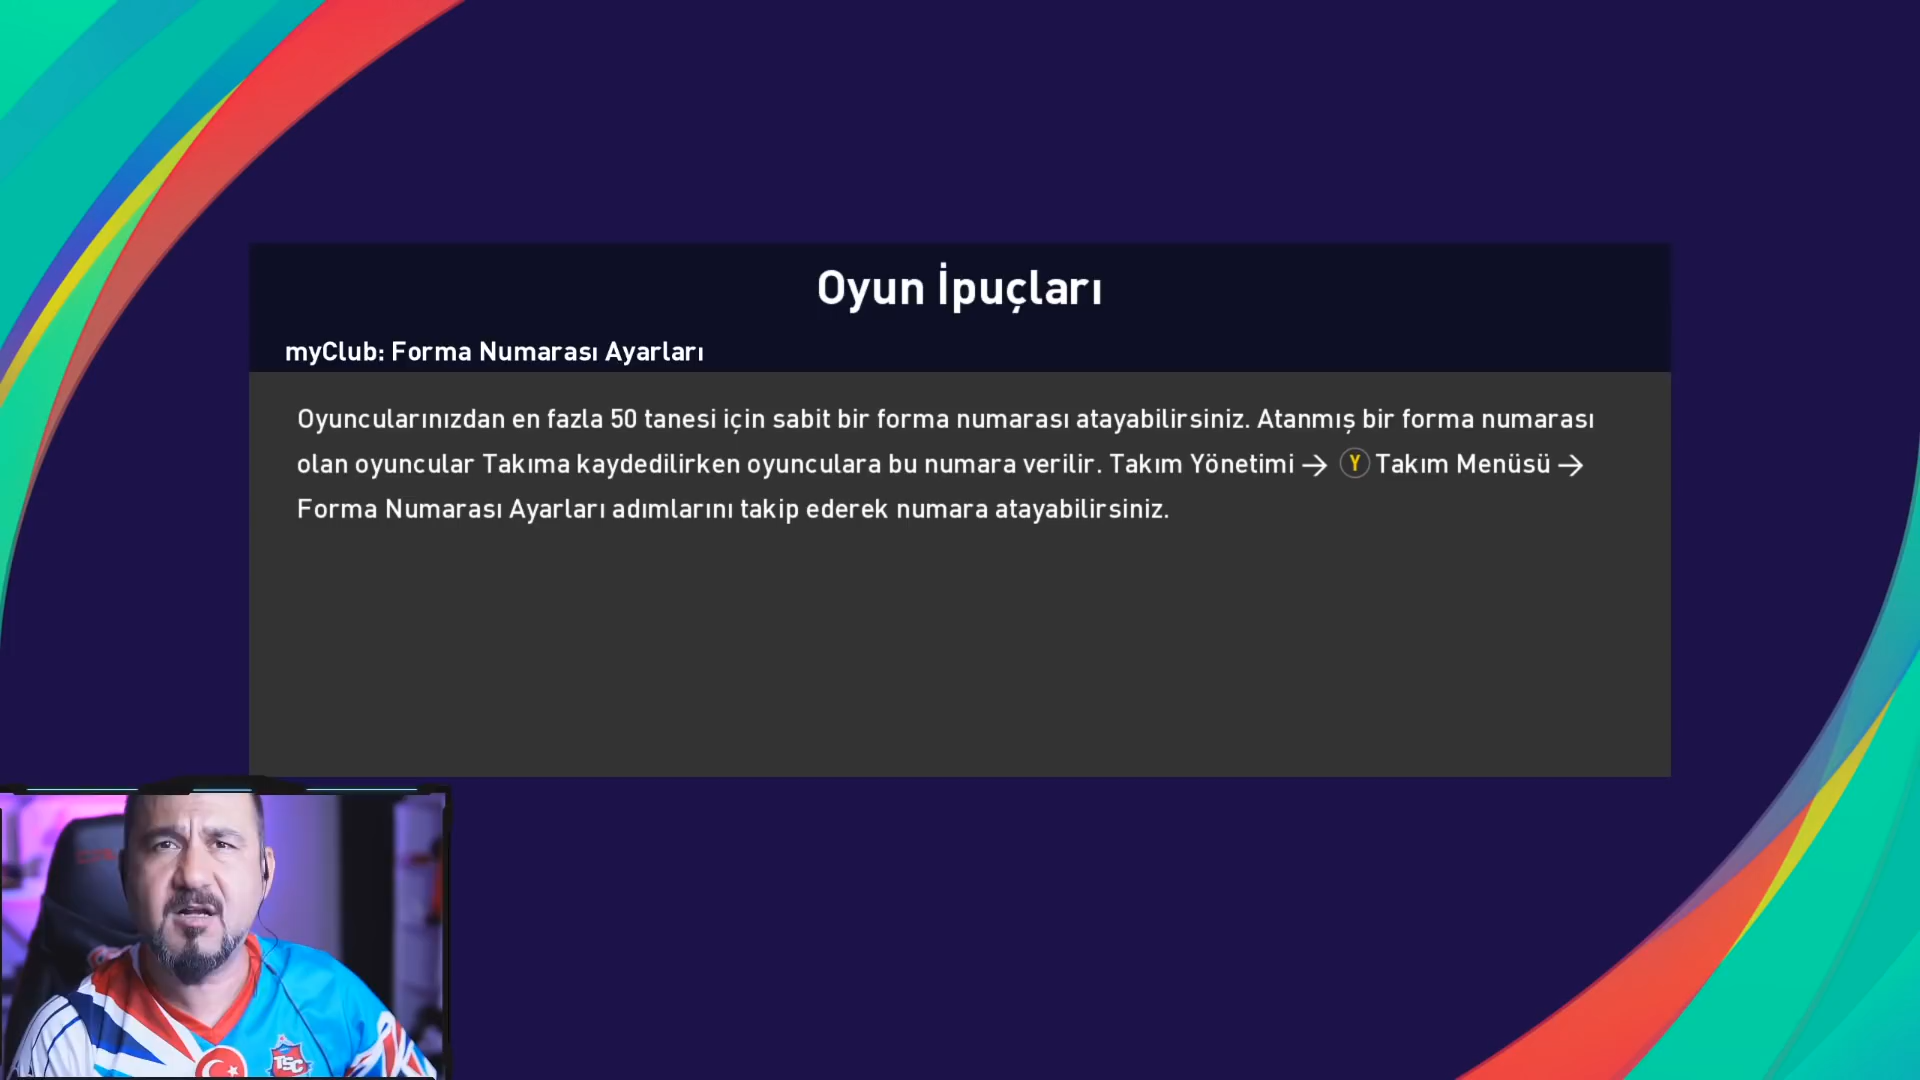 Oyun İpuçları
myClub: Forma Numarası Ayarları
Oyuncularınızdan en fazla 50 tanesi için sabit bir forma numarası atayabilirsiniz. Atanmış bir forma numarası
olan oyuncular Takıma kaydedilirken oyunculara bu numara verilir. Takım Yönetimi → Y Takım Menüsü →
Forma Numarası Ayarları adımlarını takip ederek numara atayabilirsiniz.
TSC